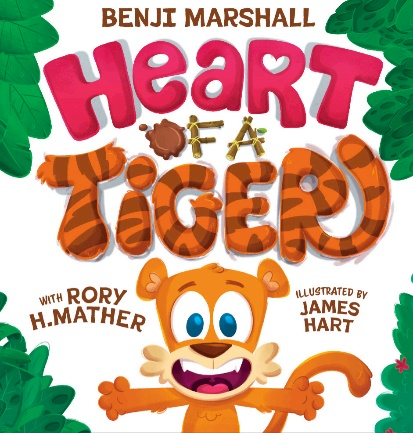 BENJI MARSHALL
HEART
OF A
TIGER
WITH RORY
H.MATHER
ILLUSTRATED BY
JAMES
HART